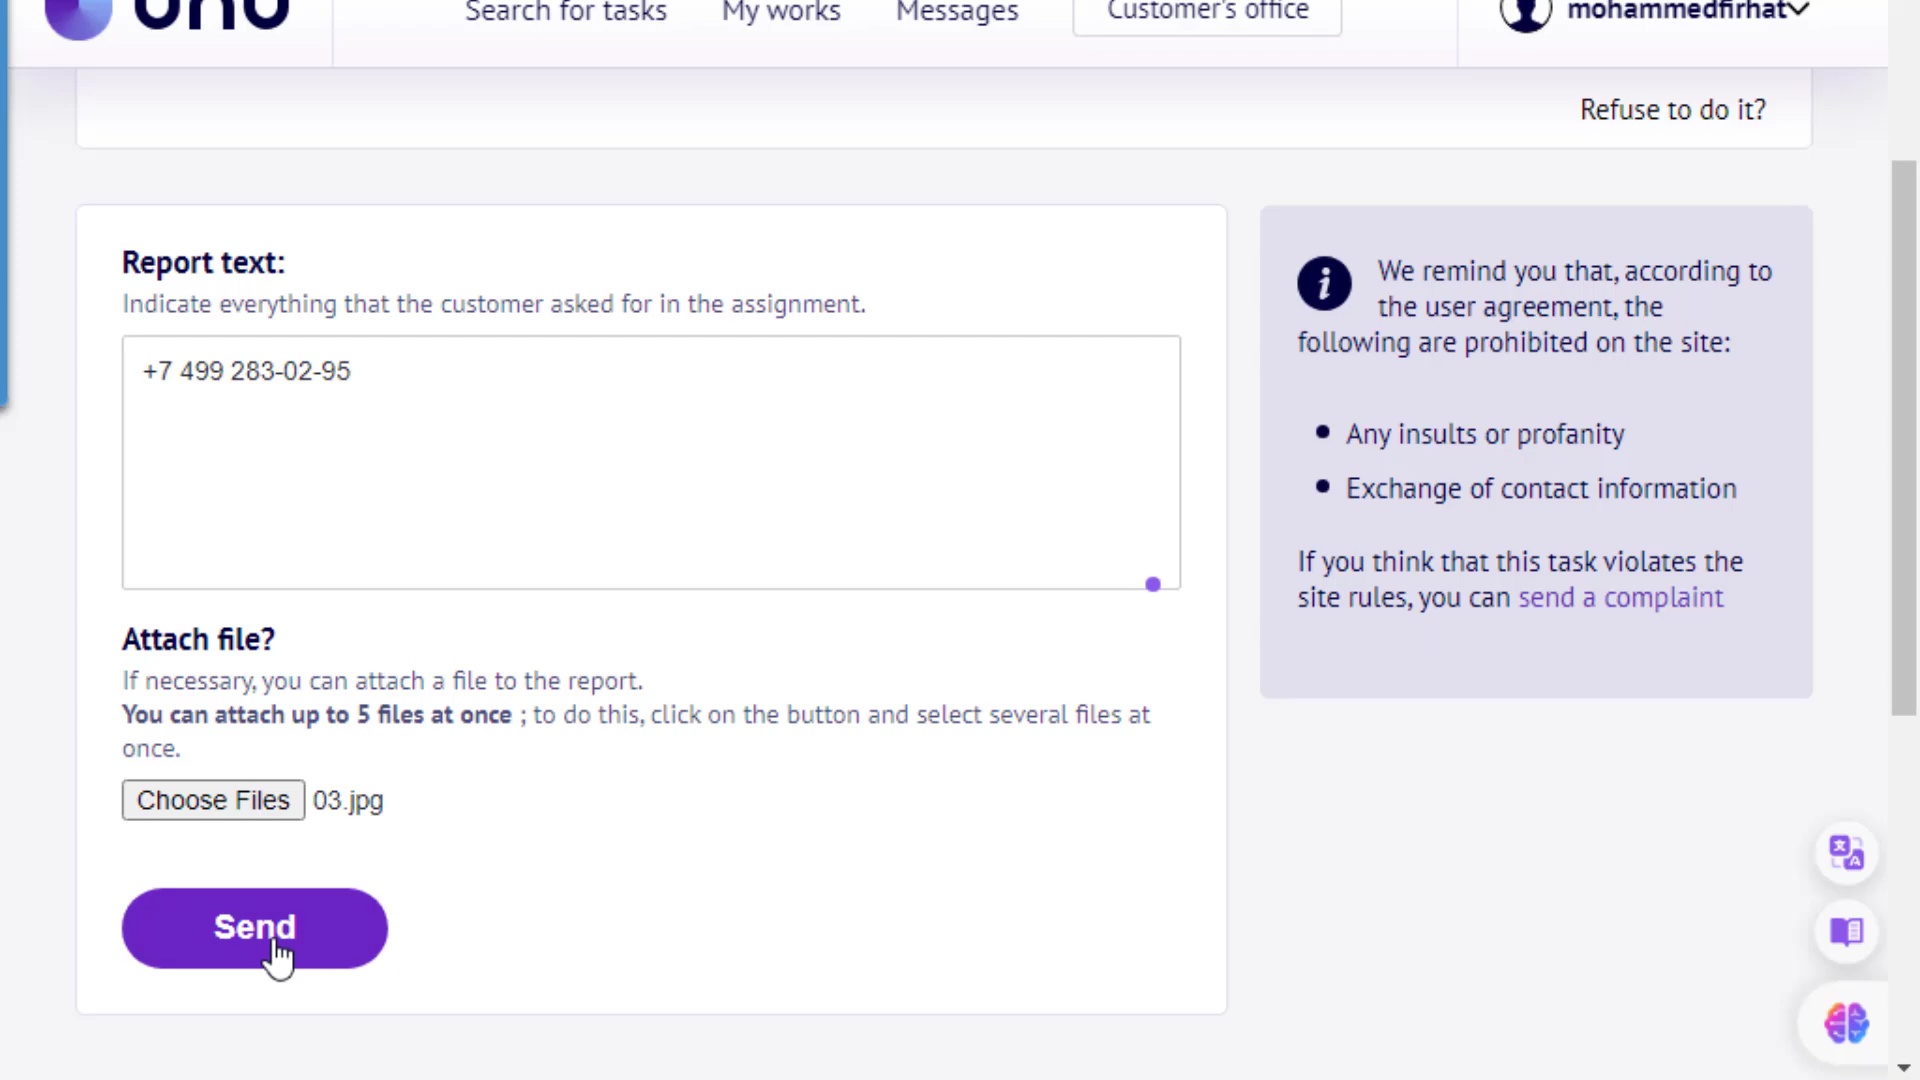 unu
Search for tasks
My works
Messages
Customer's office
mohammedfirhat
Refuse to do it?
Report text:
Indicate everything that the customer asked for in the assignment.
+7 499 283-02-95
Attach file?
If necessary, you can attach a file to the report.
You can attach up to 5 files at once ; to do this, click on the button and select several files at
once.
Choose Files 03.jpg
Send
i
We remind you that, according to
the user agreement, the
following are prohibited on the site:
Any insults or profanity
Exchange of contact information
If you think that this task violates the
site rules, you can send a complaint
文
A